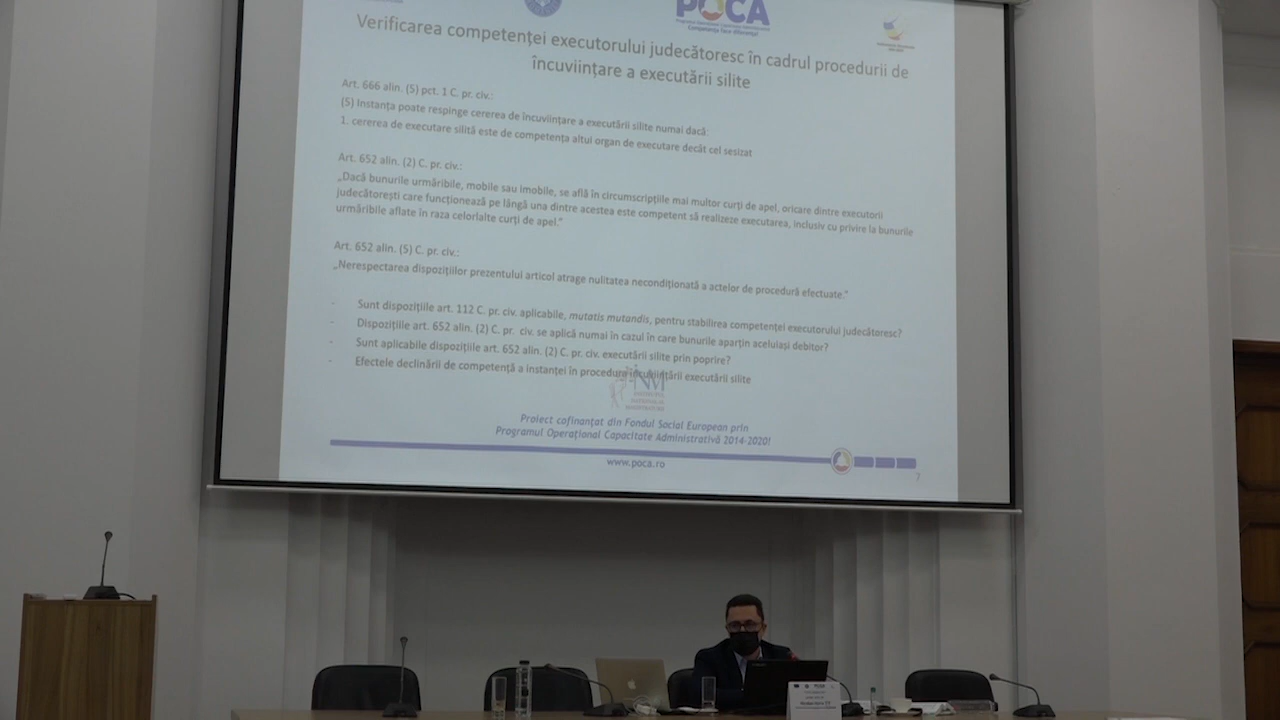 POCA
Competența face diferența!
Verificarea competenței executorului judecătoresc în cadrul procedurii de
încuviințare a executării silite
Art. 666 alin. (5) pct. 1 C. pr. civ.:
(5) Instanța poate respinge cererea de încuviințare a executării silite numai dacă:
1. cererea de executare silită este de competența altui organ de executare decât cel sesizat
Art. 652 alin. (2) C. pr. civ.:
„Dacă bunurile urmăribile, mobile sau imobile, se află în circumscripțiile mai multor curți de apel, oricare dintre executorii
judecătorești care funcționează pe lângă una dintre acestea este competent să realizeze executarea, inclusiv cu privire la bunurile
urmăribile aflate în raza celorlalte curți de apel.”
Art. 652 alin. (5) C. pr. civ.:
„Nerespectarea dispozițiilor prezentului articol atrage nulitatea necondiționată a actelor de procedură efectuate.”
- Sunt dispozițiile art. 112 C. pr. civ. aplicabile, mutatis mutandis, pentru stabilirea competenței executorului judecătoresc?
- Dispozițiile art. 652 alin. (2) C. pr. civ. se aplică numai în cazul în care bunurile aparțin aceluiași debitor?
- Sunt aplicabile dispozițiile art. 652 alin. (2) C. pr. civ. executării silite prin poprire?
- Efectele declinării de competență a instanței în procedura încuviințării executării silite
INM
Proiect cofinanțat din Fondul Social European prin
Programul Operațional Capacitate Administrativă 2014-2020!
www.poca.ro
7